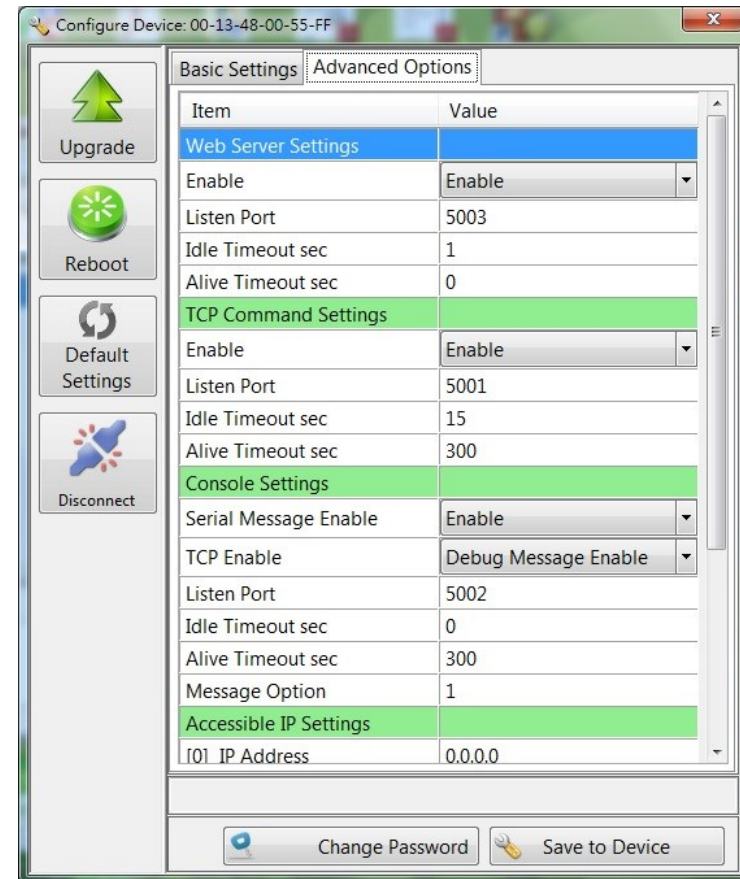 Configure Device: 00-13-48-00-55-FF
Upgrade
Reboot
Default
Settings
Disconnect
Basic Settings Advanced Options
Item Value
Web Server Settings
Enable Enable
Listen Port 5003
Idle Timeout sec 1
Alive Timeout sec 0
TCP Command Settings
Enable Enable
Listen Port 5001
Idle Timeout sec 15
Alive Timeout sec 300
Console Settings
Serial Message Enable Enable
TCP Enable Debug Message Enable
Listen Port 5002
Idle Timeout sec 0
Alive Timeout sec 300
Message Option 1
Accessible IP Settings
[0] IP Address 0.0.0.0
Change Password Save to Device